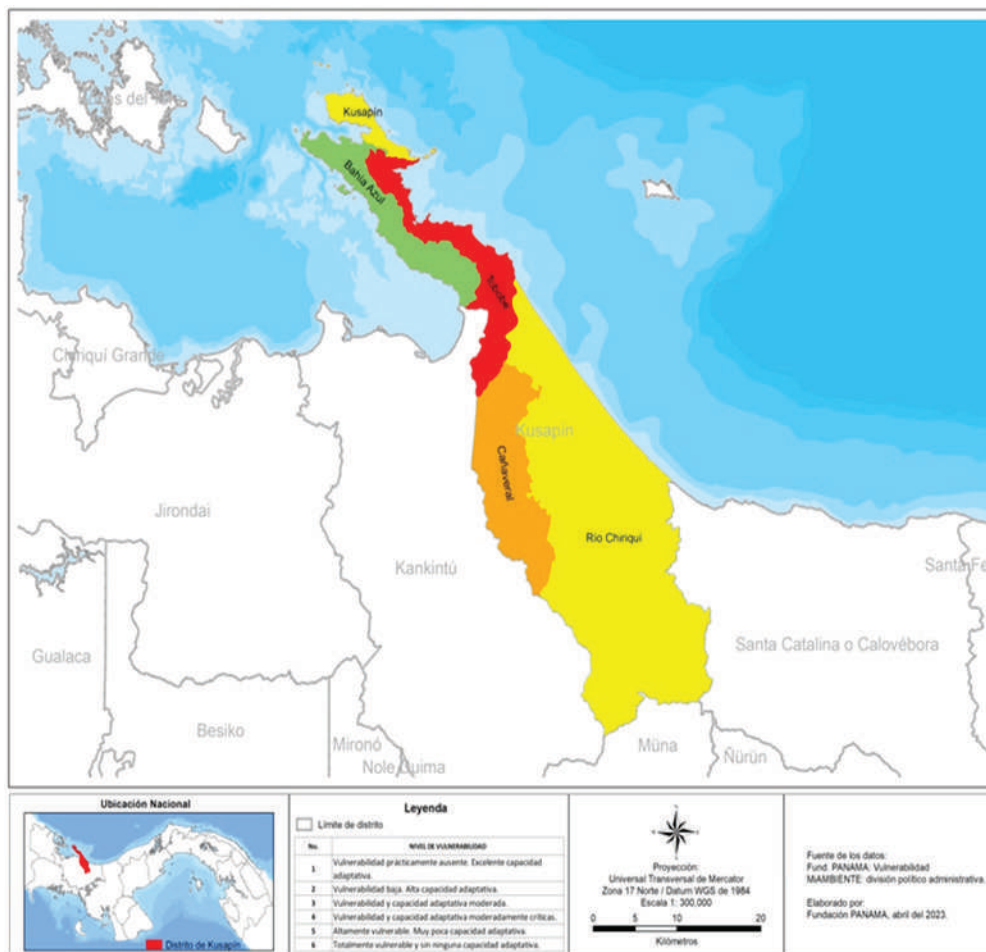 Bocas del
Kusapín
Bahía Azul
Tobobe
Chiriquí Grande
Kusapín
Cañaveral
Jirondai
Río Chiriqui
Kankintú
Santa Fe
Gualaca
Santa Catalina o Calovébora
Besiko
Mironó
Müna
Ñürün
Nole Duima
Ubicación Nacional
Distrito de Kusapín
Leyenda
Límite de distrito
No. NIVEL DE VULNERABILIDAD
1 Vulnerabilidad prácticamente ausente. Excelente capacidad
adaptativa.
2 Vulnerabilidad baja. Alta capacidad adaptativa.
3 Vulnerabilidad y capacidad adaptativa moderada.
4 Vulnerabilidad y capacidad adaptativa moderadamente críticas.
5 Altamente vulnerable. Muy poca capacidad adaptativa.
6 Totalmente vulnerable y sin ninguna capacidad adaptativa.
Proyección:
Universal Transversal de Mercator
Zona 17 Norte / Datum WGS de 1984
Escala 1: 300,000
0 5 10 20
Kilómetros
Fuente de los datos:
Fund. PANAMA: Vulnerabilidad
MiAMBIENTE: división político administrativa.
Elaborado por:
Fundación PANAMA, abril del 2023.